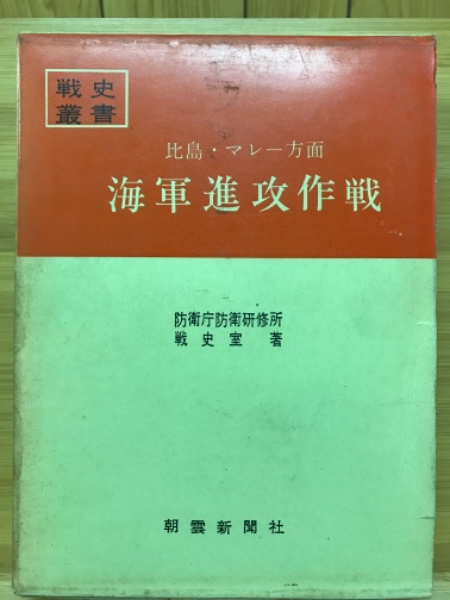 戦史
叢書
比島・マレー方面
海軍進攻作戦
防衛庁防衛研修所
戦史室 著
朝雲新聞社